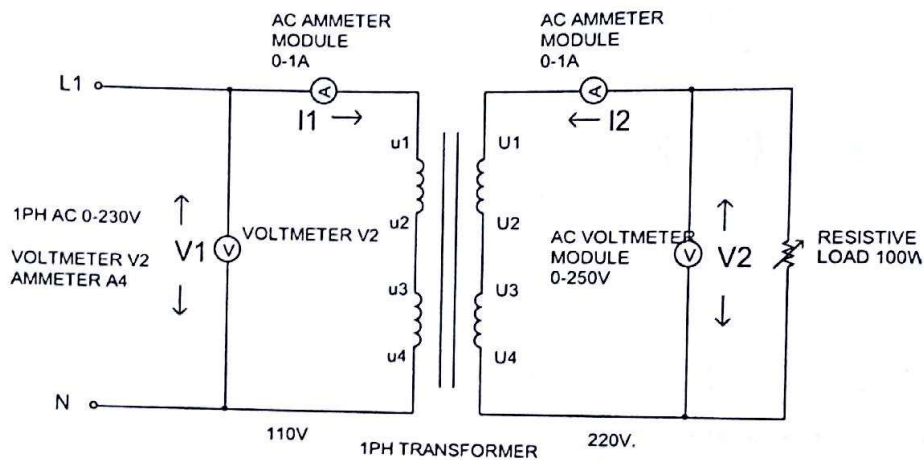 AC AMMETER
MODULE
0-1A
AC AMMETER
MODULE
0-1A
L1
A
A
I1
I2
u1
U1
1PH AC 0-230V
VOLTMETER V2
AMMETER A4
V1
V
VOLTMETER V2
u2
U2
AC VOLTMETER
MODULE
0-250V
V
V2
RESISTIVE
LOAD 100W
u3
U3
u4
U4
N
110V
1PH TRANSFORMER
220V.